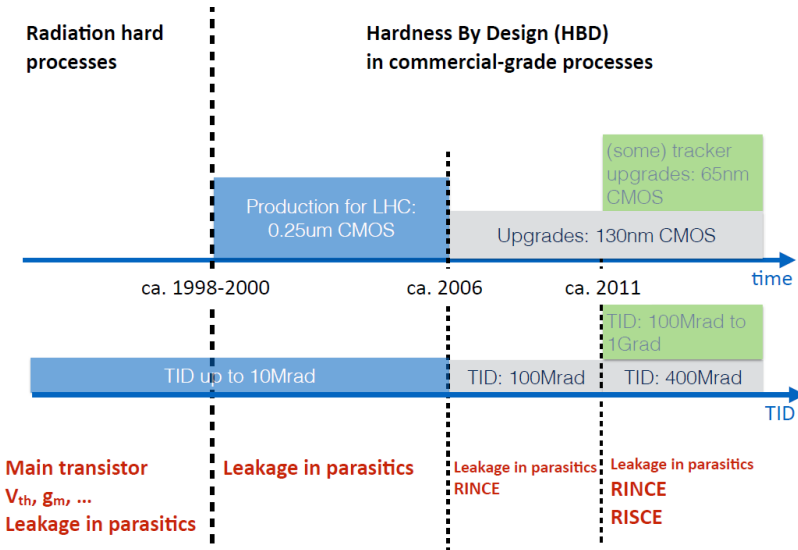 Radiation hard
processes
Hardness By Design (HBD)
in commercial-grade processes
Production for LHC:
0.25um CMOS
(some) tracker
upgrades: 65nm
CMOS
Upgrades: 130nm CMOS
time
ca. 1998-2000
ca. 2006
ca. 2011
TID: 100Mrad to
1Grad
TID up to 10Mrad
TID: 100Mrad
TID: 400Mrad
TID
Main transistor
Vth, gm, ...
Leakage in parasitics
Leakage in parasitics
Leakage in parasitics
RINCE
Leakage in parasitics
RINCE
RISCE